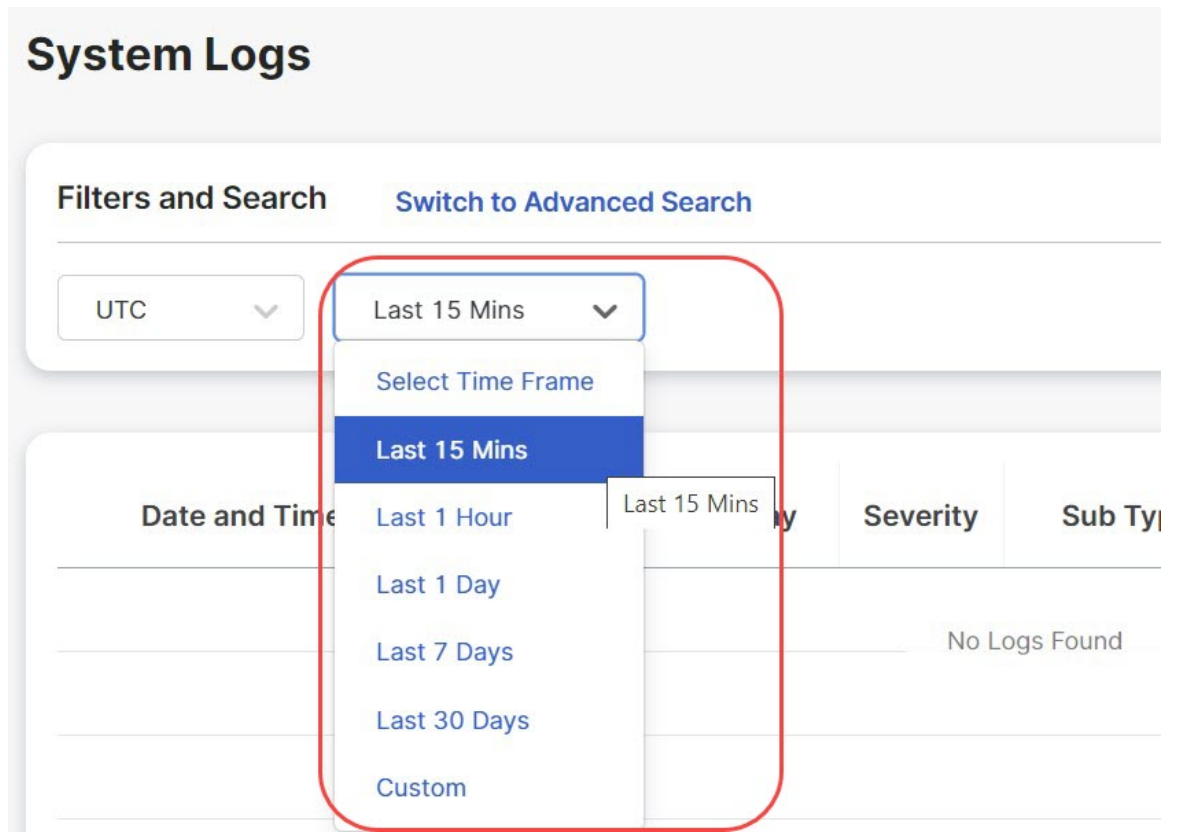 System Logs
Filters and Search
Switch to Advanced Search
UTC
Last 15 Mins
Select Time Frame
Last 15 Mins
Last 15 Mins
Date and Time
Last 1 Hour
Severity
Sub Typ
Last 1 Day
Last 7 Days
No Logs Found
Last 30 Days
Custom